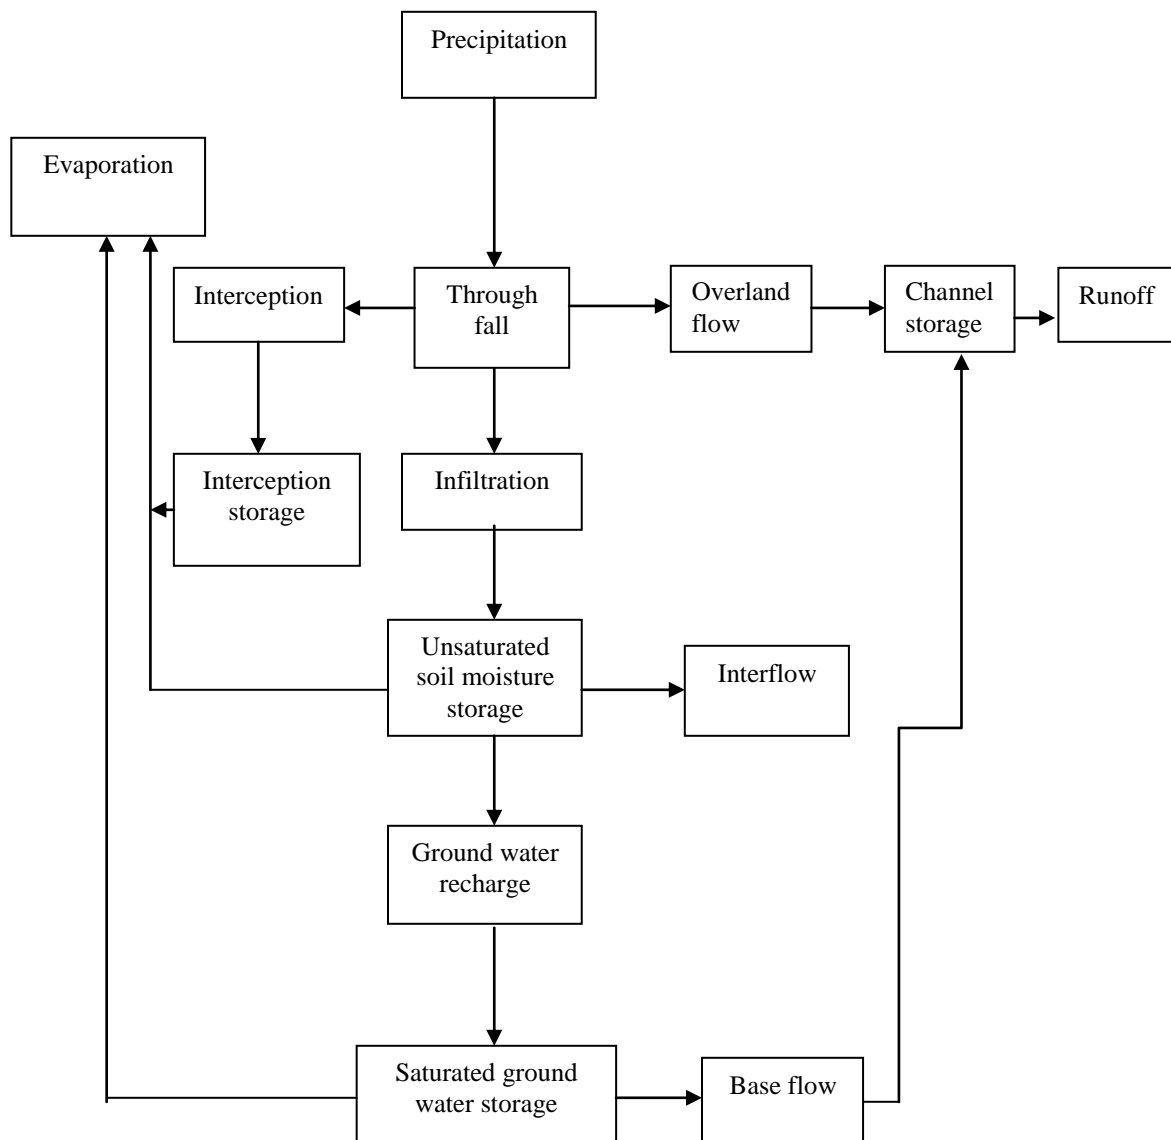 Precipitation
Evaporation
Interception
Through
fall
Overland
flow
Channel
storage
Runoff
Interception
storage
Infiltration
Unsaturated
soil moisture
storage
Interflow
Ground water
recharge
Saturated ground
water storage
Base flow